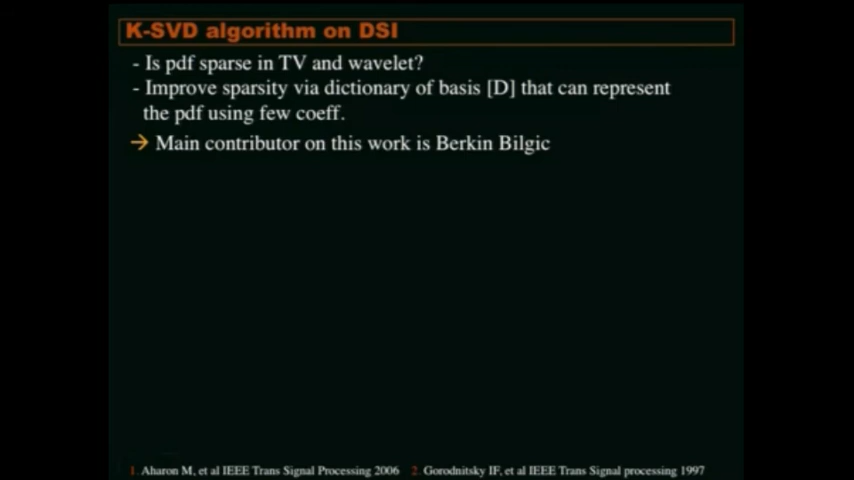 K-SVD algorithm on DSI
- Is pdf sparse in TV and wavelet?
- Improve sparsity via dictionary of basis [D] that can represent
the pdf using few coeff.
→ Main contributor on this work is Berkin Bilgic
1. Aharon M, et al IEEE Trans Signal Processing 2006 2. Gorodnitsky IF, et al IEEE Trans Signal processing 1997